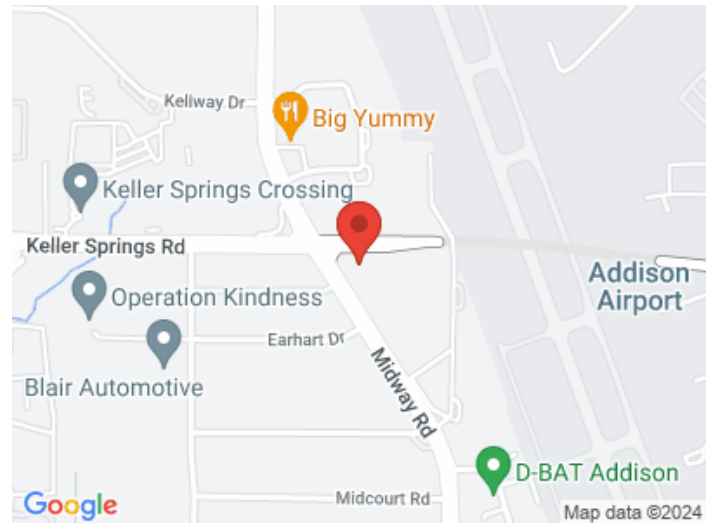 Kellway Dr
Big Yummy
Keller Springs Crossing
Keller Springs Rd
Addison
Airport
Operation Kindness
Earhart Dr
Blair Automotive
Midway Rd
D-BAT Addison
Midcourt Rd
Google
Map data ©2024